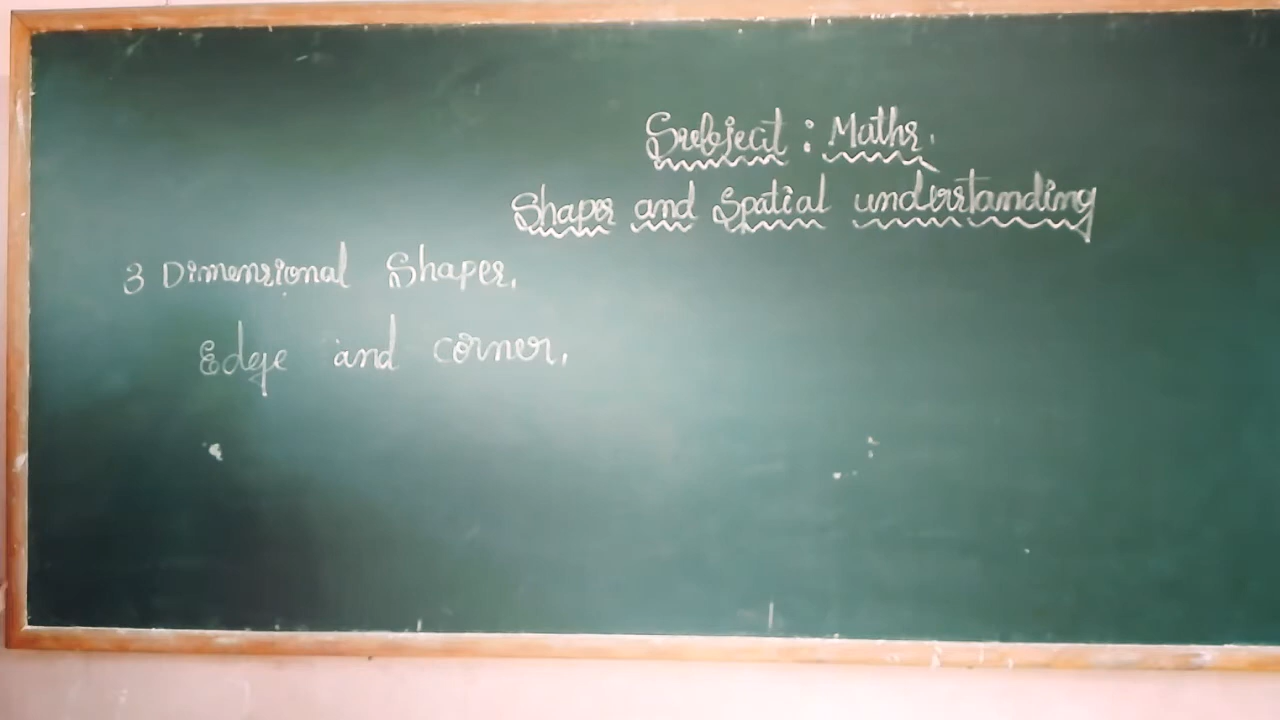 Subject : Maths.
Shapes and Spatial understanding
3 Dimensional Shapes.
Edge and corner.